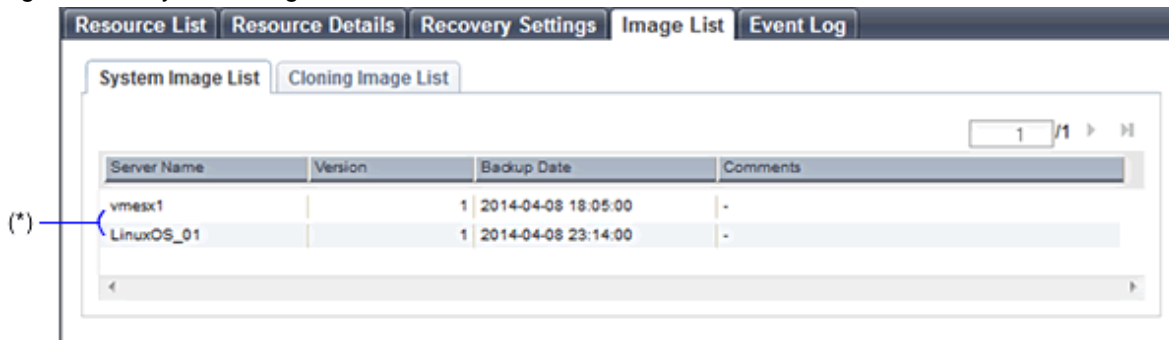 Resource List Resource Details Recovery Settings Image List Event Log
System Image List Cloning Image List
1 /1
Server Name Version Backup Date Comments
vmesx1 1 2014-04-08 18:05:00 -
(*)
LinuxOS_01 1 2014-04-08 23:14:00 -